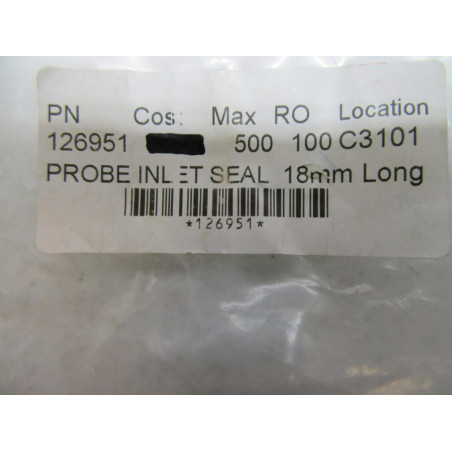 PN Cost Max RO Location
126951 500 100 C3101
PROBE INLET SEAL 18mm Long
*126951*